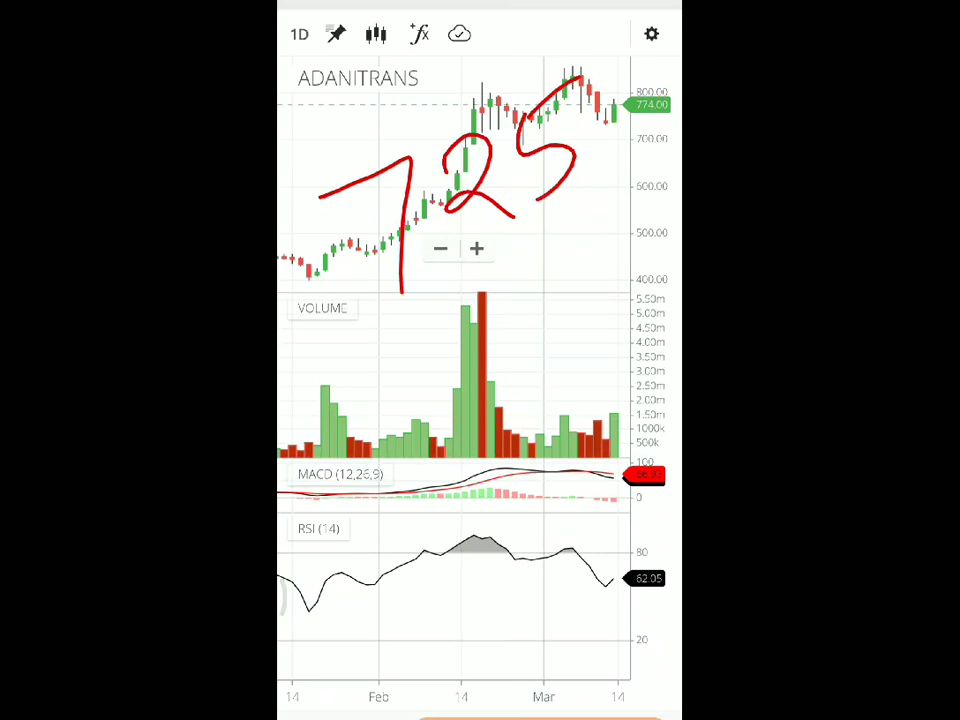 1D
fx
ADANITRANS
800.00
774.00
700.00
600.00
500.00
400.00
725
VOLUME
5.50m
5.00m
4.50m
4.00m
3.50m
3.00m
2.50m
2.00m
1.50m
1000k
500k
MACD (12,26,9)
100
0
RSI (14)
80
62.05
20
14 Feb 14 Mar 14